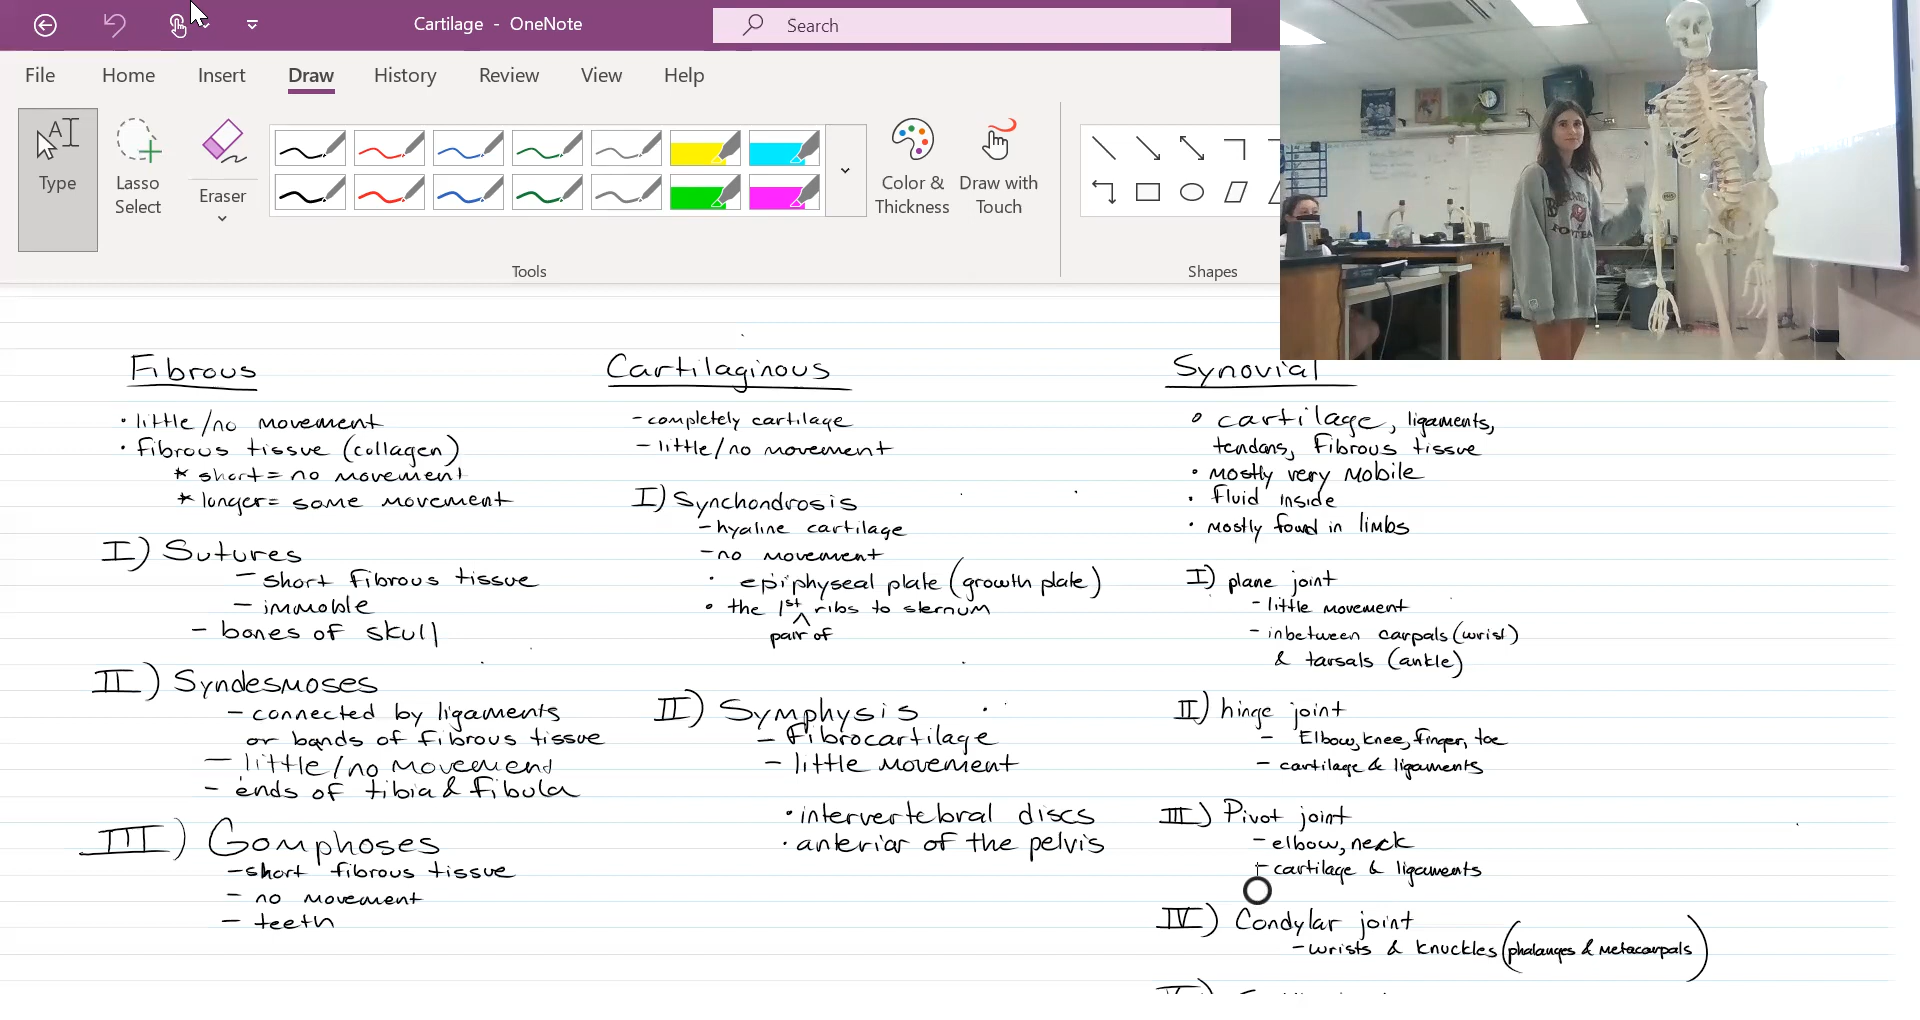 Cartilage - OneNote
Search
File Home Insert Draw History Review View Help
Type
Lasso Select
Eraser
Color & Thickness
Draw with Touch
Tools
Shapes
Fibrous
• little/no movement
• Fibrous tissue (collagen)
* short = no movement
* longer = some movement
I) Sutures
- short fibrous tissue
- immoble
- bones of skull
II) Syndesmoses
- connected by ligaments
or bands of fibrous tissue
- little/no movement
- ends of tibia & fibula
III) Gomphoses
- short fibrous tissue
- no movement
- teeth
Cartilaginous
- completely cartilage
- little/no movement
I) Synchondrosis
- hyaline cartilage
- no movement
• epiphyseal plate (growth plate)
• the 1st ^ ribs to sternum
pair of
II) Symphysis
- fibrocartilage
- little movement
• intervertebral discs
• anterior of the pelvis
Synovial
• cartilage, ligaments,
tendons, Fibrous tissue
• mostly very mobile
• Fluid inside
• mostly found in limbs
I) plane joint
- little movement
- inbetween carpals (wrist)
& tarsals (ankle)
II) hinge joint
- Elbow, knee, finger, toe
- cartilage & ligaments
III) Pivot joint
- elbow, neck
- cartilage & ligaments
IV) Condylar joint
- wrists & knuckles (phalanges & metacarpals)